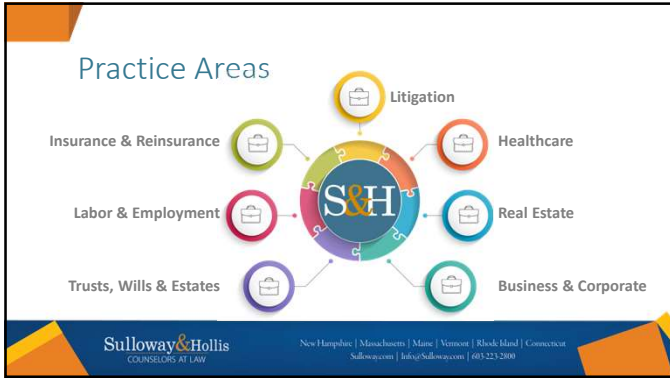 Practice Areas
Litigation
Insurance & Reinsurance
Healthcare
S&H
Labor & Employment
Real Estate
Trusts, Wills & Estates
Business & Corporate
Sulloway&Hollis
COUNSELORS AT LAW
New Hampshire | Massachusetts | Maine | Vermont | Rhode Island | Connecticut
Sulloway.com | Info@Sulloway.com | 603-223-2800